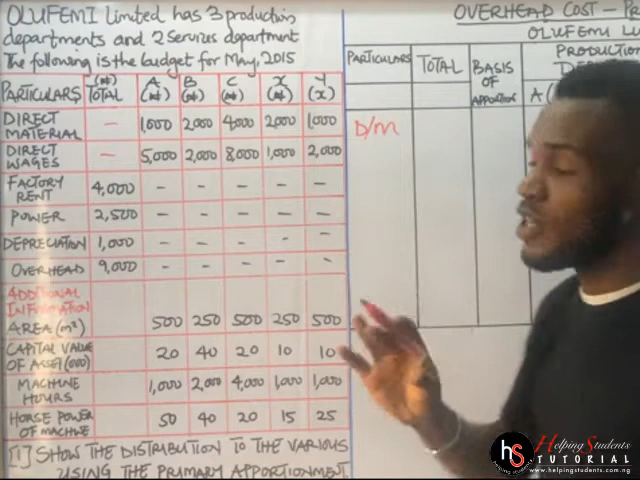 OLUFEMI Limited has 3 production
departments and 2 Services department
The following is the budget for May, 2015
PARTICULARS (₦) TOTAL A (₦) B (₦) C (₦) X (₦) Y (x)
DIRECT MATERIAL - 1,000 2,000 4000 2,000 1,000
DIRECT WAGES - 5,000 2,000 8,000 1,000 2,000
FACTORY RENT 4,000 - - - - -
POWER 2,500 - - - - -
DEPRECIATION 1,000 - - - - -
OVERHEAD 9,000 - - - - -
ADDITIONAL
INFORMATION
AREA (m²) 500 250 500 250 500
CAPITAL VALUE OF ASSET (000) 20 40 20 10 10
MACHINE HOURS 1,000 2,000 4,000 1,000 1,000
HORSE POWER OF MACHINE 50 40 20 15 25
[1] SHOW THE DISTRIBUTION TO THE VARIOUS
USING THE PRIMARY APPORTIONMENT
OVERHEAD COST - PR
OLUFEMI LI
PARTICULARS TOTAL BASIS OF APPORTION PRODUCTION
A (
D/M
hS Helping Students
TUTORIAL
www.helpingstudents.com.ng